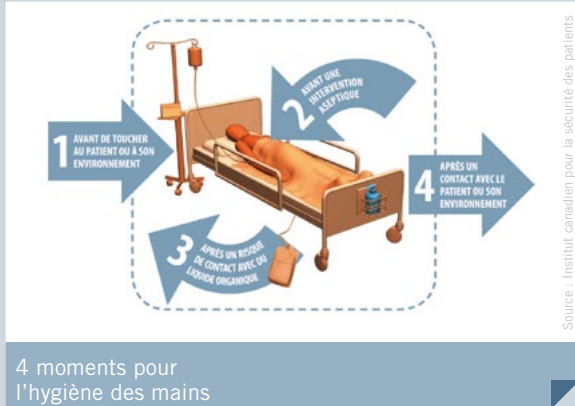 1 AVANT DE TOUCHER
AU PATIENT OU À SON
ENVIRONNEMENT
2 AVANT UNE
INTERVENTION
ASEPTIQUE
3 APRÈS UN RISQUE
DE CONTACT AVEC DU
LIQUIDE ORGANIQUE
4 APRÈS UN
CONTACT AVEC LE
PATIENT OU SON
ENVIRONNEMENT
Source : Institut canadien pour la sécurité des patients
4 moments pour
l'hygiène des mains